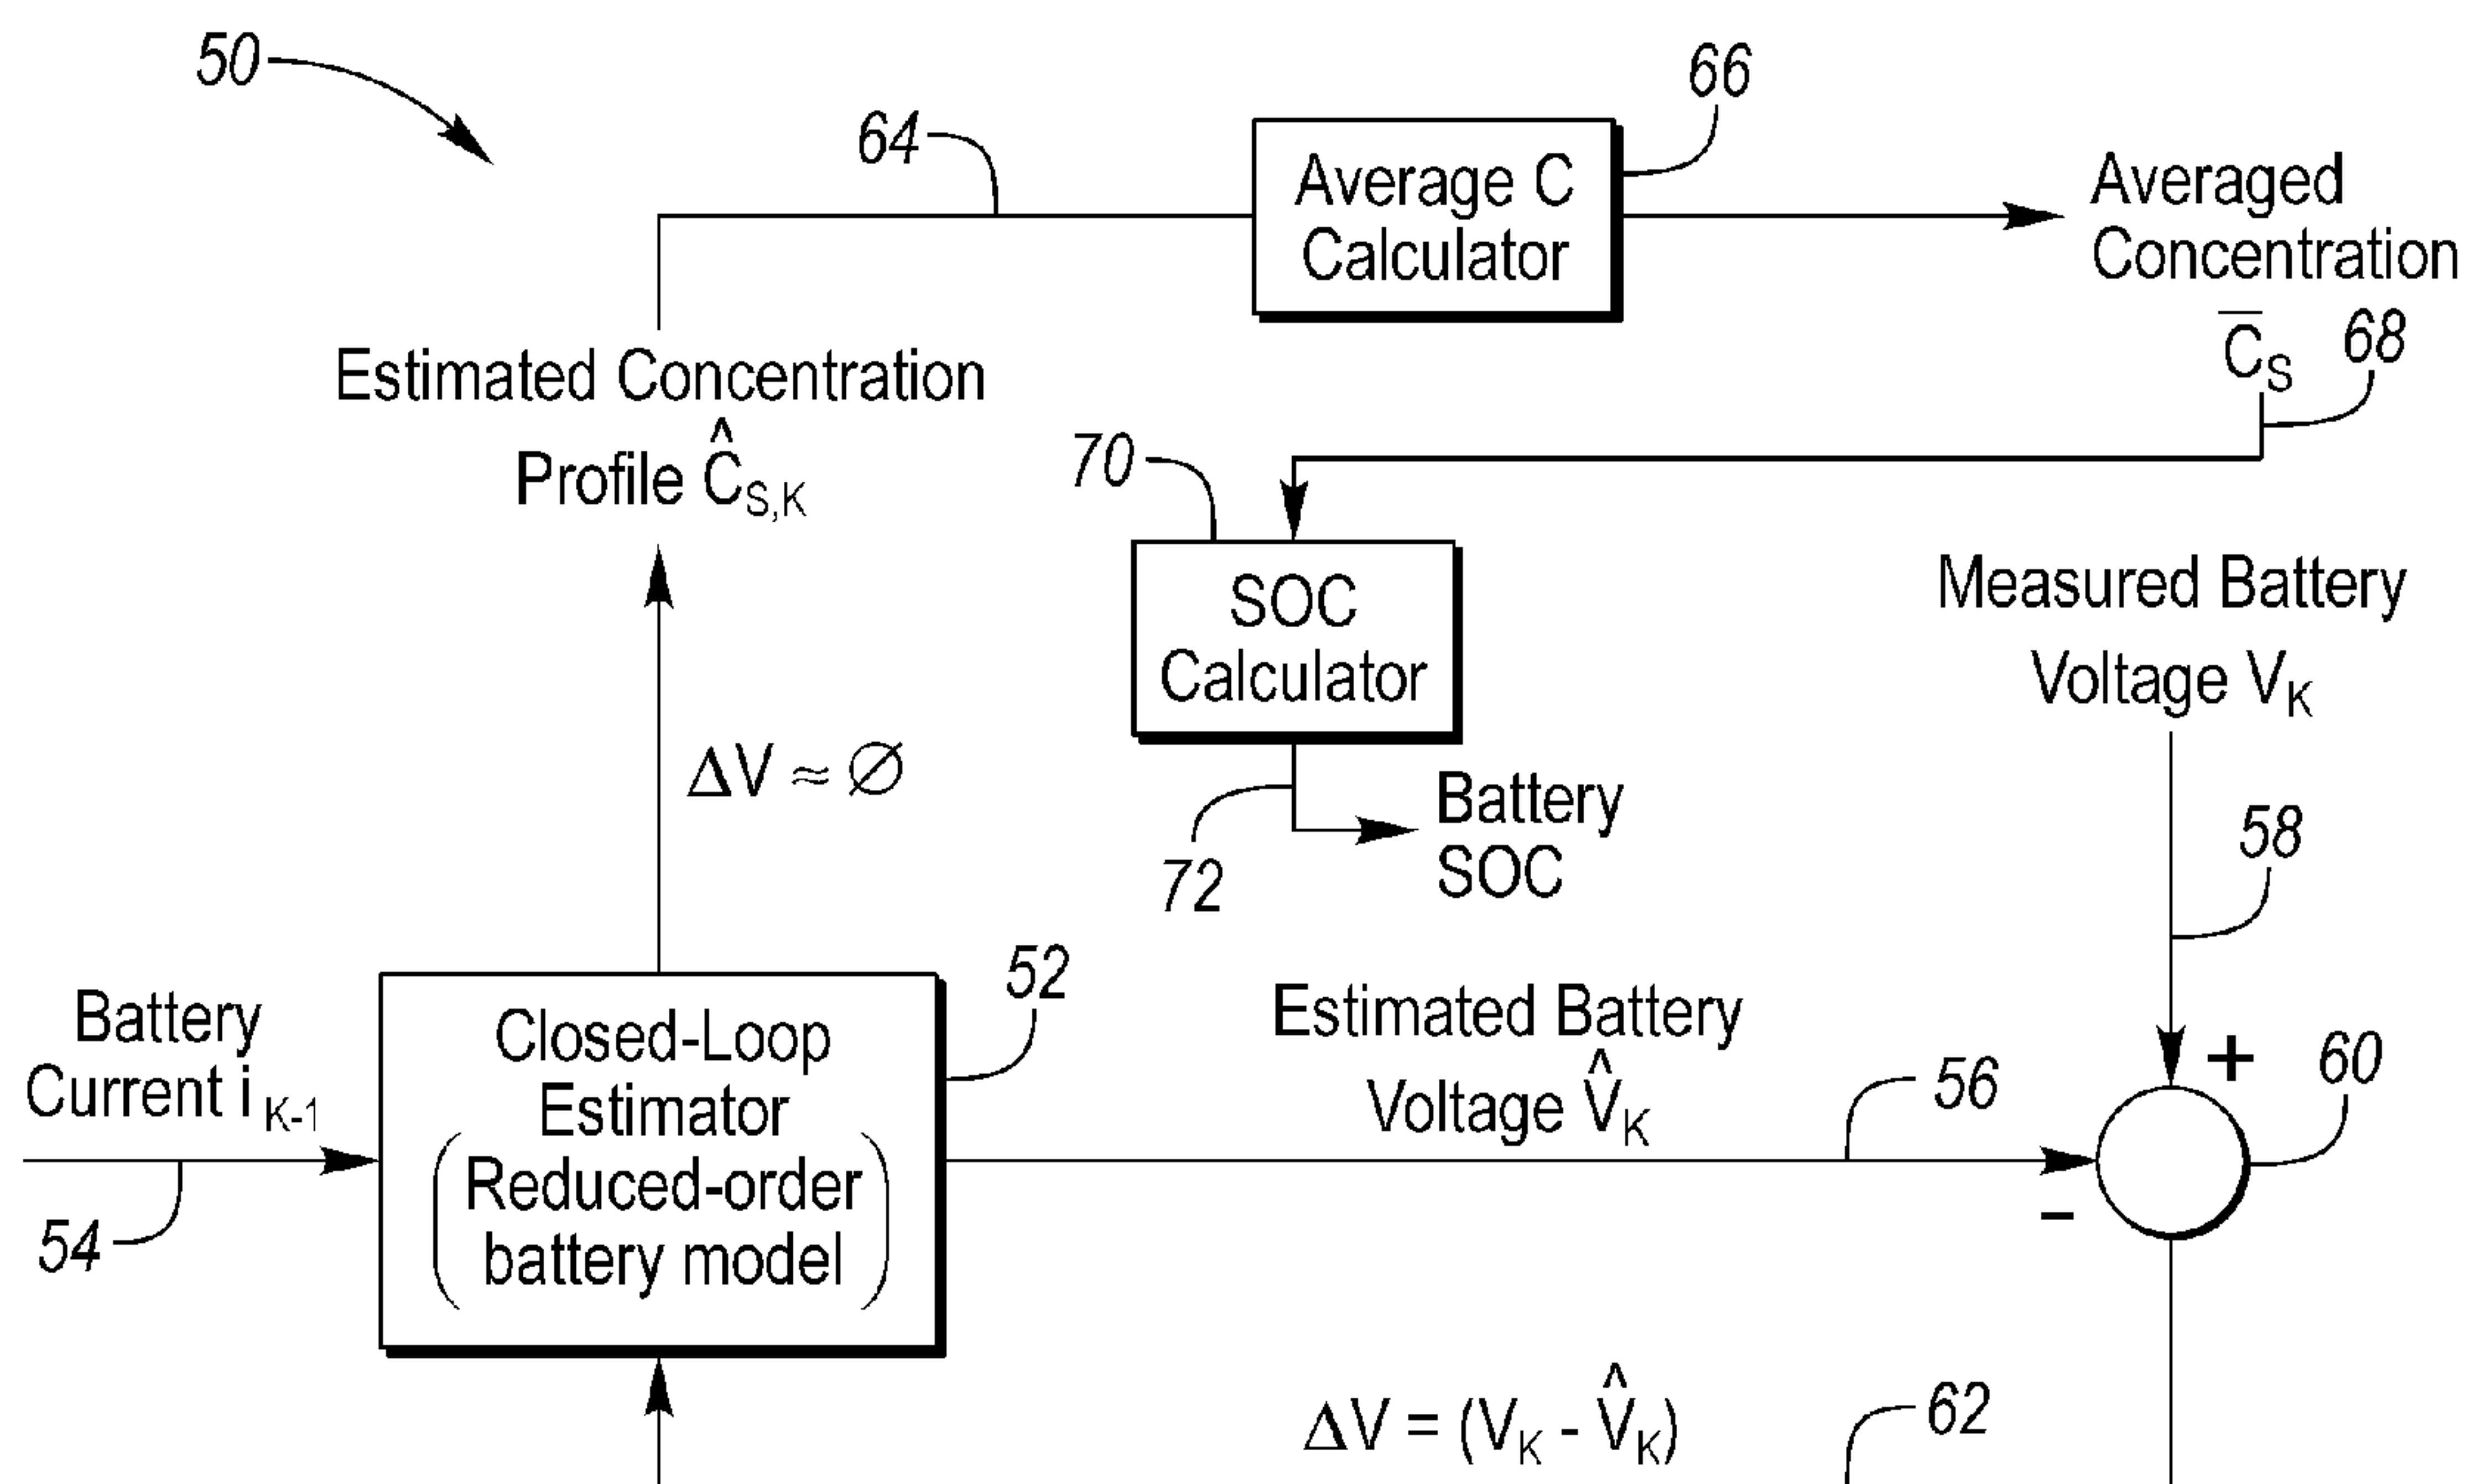 50
66
64
Average C
Calculator
Averaged
Concentration
C̅S
68
Estimated Concentration
Profile ĈS,K
70
SOC
Calculator
Measured Battery
Voltage VK
ΔV ≈ ∅
Battery
SOC
72
58
52
Battery
Current iK-1
Closed-Loop
Estimator
(Reduced-order
battery model)
Estimated Battery
Voltage V̂K
56
+
60
-
54
ΔV = (VK - V̂K)
62